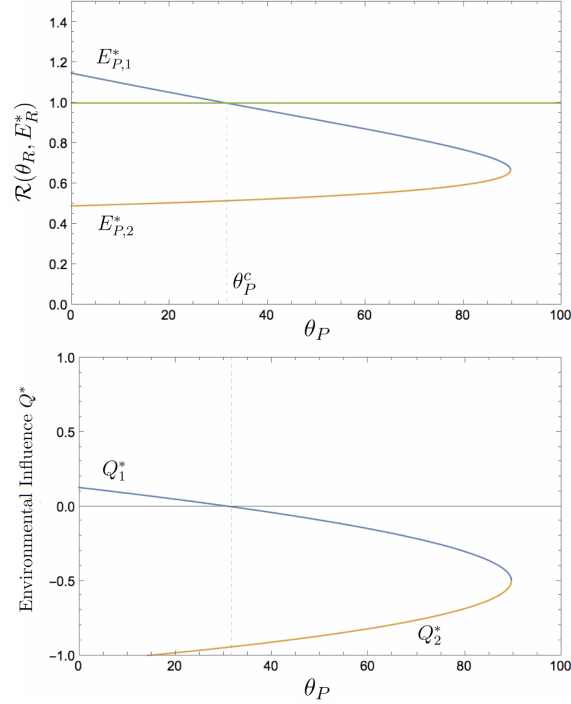 1.4
E*P,1
1.2
1.0
0.8
R(θR, E*R)
0.6
0.4
E*P,2
0.2
θcP
0.0
0 20 40 60 80 100
θP
1.0
0.5
Q*1
0.0
Environmental Influence Q*
−0.5
Q*2
−1.0
0 20 40 60 80 100
θP